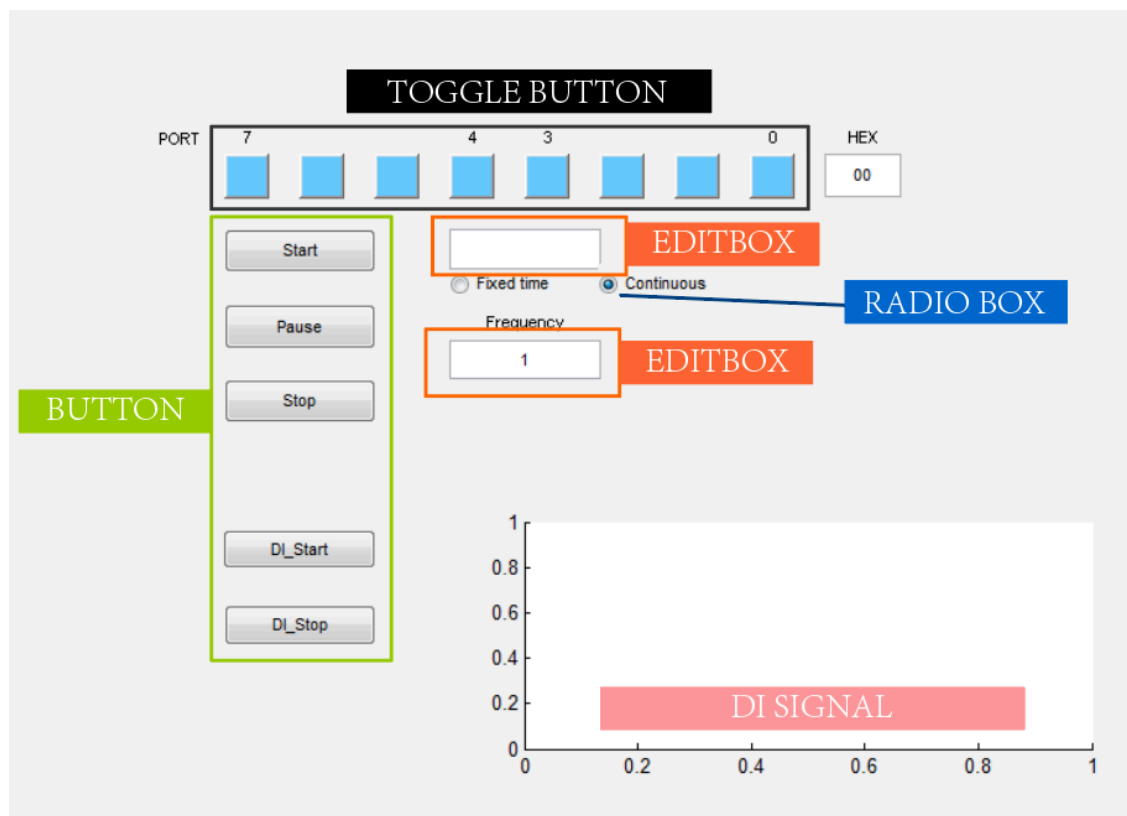 TOGGLE BUTTON
PORT 7 4 3 0 HEX
00
Start
EDITBOX
Fixed time Continuous
RADIO BOX
Pause
Frequency
1
EDITBOX
BUTTON
Stop
DI_Start
DI_Stop
1
0.8
0.6
0.4
0.2
DI SIGNAL
0
0 0.2 0.4 0.6 0.8 1